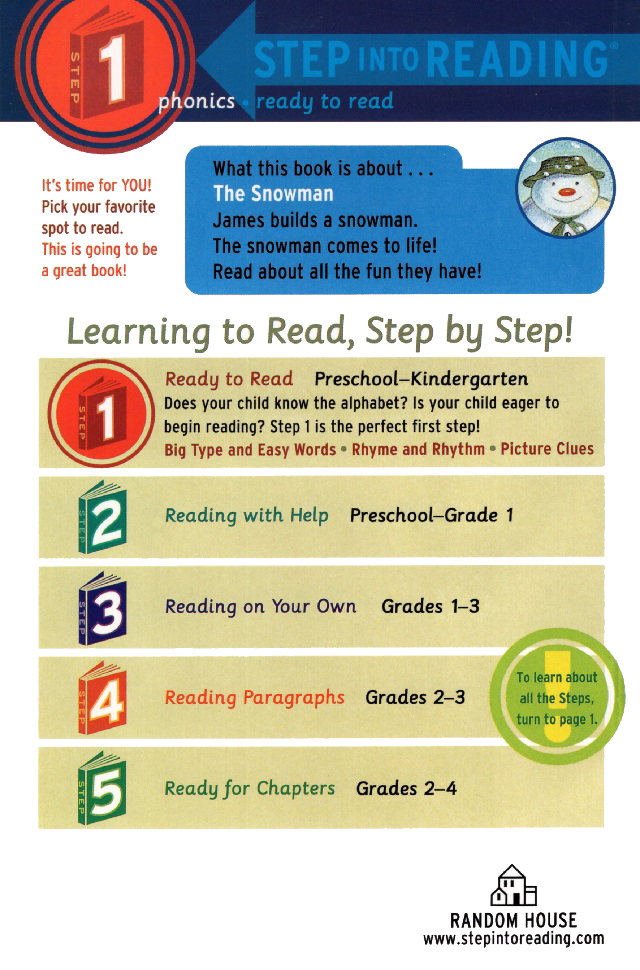 STEP 1
STEP INTO READING®
phonics • ready to read
It's time for YOU!
Pick your favorite
spot to read.
This is going to be
a great book!
What this book is about . . .
The Snowman
James builds a snowman.
The snowman comes to life!
Read about all the fun they have!
Learning to Read, Step by Step!
STEP 1
Ready to Read Preschool–Kindergarten
Does your child know the alphabet? Is your child eager to
begin reading? Step 1 is the perfect first step!
Big Type and Easy Words • Rhyme and Rhythm • Picture Clues
STEP 2
Reading with Help Preschool–Grade 1
STEP 3
Reading on Your Own Grades 1–3
STEP 4
Reading Paragraphs Grades 2–3
To learn about
all the Steps,
turn to page 1.
STEP 5
Ready for Chapters Grades 2–4
RANDOM HOUSE
www.stepintoreading.com